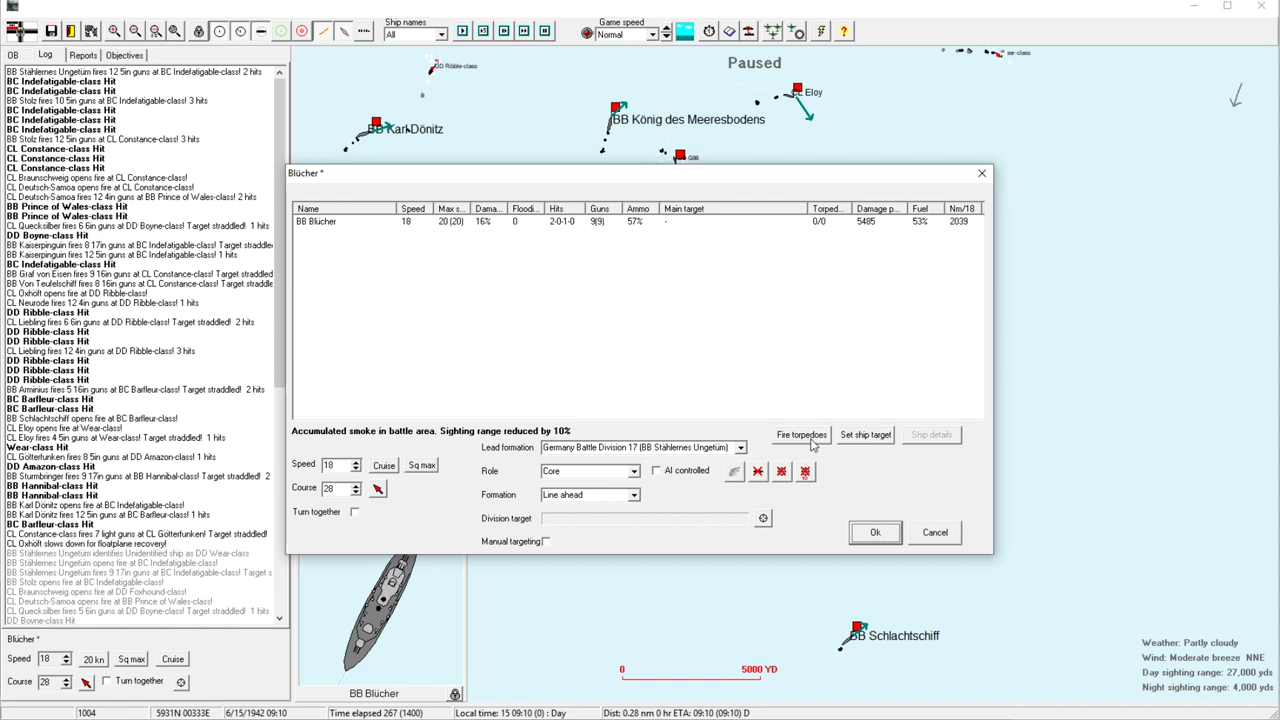 Ship names
All
Game speed
Normal
OB
Log
Reports
Objectives
BB Stählernes Ungetüm fires 12 5in guns at BC Indefatigable-class! 2 hits
BC Indefatigable-class Hit
BC Indefatigable-class Hit
BB Stolz fires 10 5in guns at BC Indefatigable-class! 3 hits
BC Indefatigable-class Hit
BC Indefatigable-class Hit
BC Indefatigable-class Hit
BB Stolz fires 12 5in guns at CL Constance-class! 3 hits
CL Constance-class Hit
CL Constance-class Hit
CL Constance-class Hit
CL Braunschweig opens fire at CL Constance-class!
CL Deutsch-Samoa opens fire at CL Constance-class!
CL Deutsch-Samoa fires 12 4in guns at BB Prince of Wales-class! 2 hits
BB Prince of Wales-class Hit
BB Prince of Wales-class Hit
CL Quecksilber fires 6 6in guns at DD Boyne-class! Target straddled! 1 hits
DD Boyne-class Hit
BB Kaiserpinguin fires 8 17in guns at BC Indefatigable-class! Target straddled!
BB Kaiserpinguin fires 12 5in guns at BC Indefatigable-class! 1 hits
BC Indefatigable-class Hit
BB Graf von Eisen fires 9 16in guns at CL Constance-class! Target straddled!
BB Von Teufelschiff fires 8 16in guns at CL Constance-class! Target straddled!
CL Oxhöft opens fire at DD Ribble-class!
CL Neurode fires 12 4in guns at DD Ribble-class! 1 hits
DD Ribble-class Hit
CL Liebling fires 6 6in guns at DD Ribble-class! Target straddled! 2 hits
DD Ribble-class Hit
DD Ribble-class Hit
CL Liebling fires 12 4in guns at DD Ribble-class! 3 hits
DD Ribble-class Hit
DD Ribble-class Hit
DD Ribble-class Hit
BB Arminius fires 5 16in guns at BC Barfleur-class! Target straddled! 2 hits
BC Barfleur-class Hit
BC Barfleur-class Hit
BB Schlachtschiff opens fire at BC Barfleur-class!
CL Eloy opens fire at Wear-class!
CL Eloy fires 4 5in guns at Wear-class! Target straddled! 1 hits
Wear-class Hit
CL Götterfunken fires 8 5in guns at DD Amazon-class! 1 hits
DD Amazon-class Hit
BB Sturmbringer fires 9 17in guns at BB Hannibal-class! Target straddled! 2
BB Hannibal-class Hit
BB Hannibal-class Hit
BB Karl Dönitz opens fire at BC Indefatigable-class!
BB Karl Dönitz fires 12 5in guns at BC Barfleur-class! 1 hits
BC Barfleur-class Hit
CL Constance-class fires 7 light guns at CL Götterfunken! Target straddled!
CL Oxhöft slows down for floatplane recovery!
BB Stählernes Ungetüm identifies Unidentified ship as DD Wear-class
BB Stählernes Ungetüm fires 9 17in guns at BC Indefatigable-class! Target s
BB Stolz opens fire at BC Indefatigable-class!
CL Braunschweig opens fire at DD Foxhound-class!
CL Deutsch-Samoa opens fire at BB Prince of Wales-class!
CL Quecksilber fires 5 6in guns at DD Boyne-class! Target straddled! 1 hits
DD Boyne-class Hit
Blücher *
Speed 18 20 kn Sq max Cruise
Course 28 Turn together
DD Ribble-class
BB Karl Dönitz
BB König des Meeresbodens
CL Eloy
Paused
Blücher *
Name Speed Max s... Dama... Floodi... Hits Guns Ammo Main target Torped... Damage p... Fuel Nm/18
BB Blücher 18 20 (20) 16% 0 2-0-1-0 9(9) 57% - 0/0 5485 53% 2039
Accumulated smoke in battle area. Sighting range reduced by 10%
Fire torpedoes
Set ship target
Ship details
Lead formation Germany Battle Division 17 (BB Stählernes Ungetüm)
Speed 18 Cruise Sq max
Role Core
AI controlled
Course 28
Formation Line ahead
Turn together
Division target
Manual targeting
Ok
Cancel
BB Blücher
BB Schlachtschiff
0 5000 YD
Weather: Partly cloudy
Wind: Moderate breeze NNE
Day sighting range: 27,000 yds
Night sighting range: 4,000 yds
1004
5931N 00333E
6/15/1942 09:10
Time elapsed 267 (1400)
Local time: 15 09:10 (0) : Day
Dist: 0.28 nm 0 hr ETA: 09:10 (09:10) D